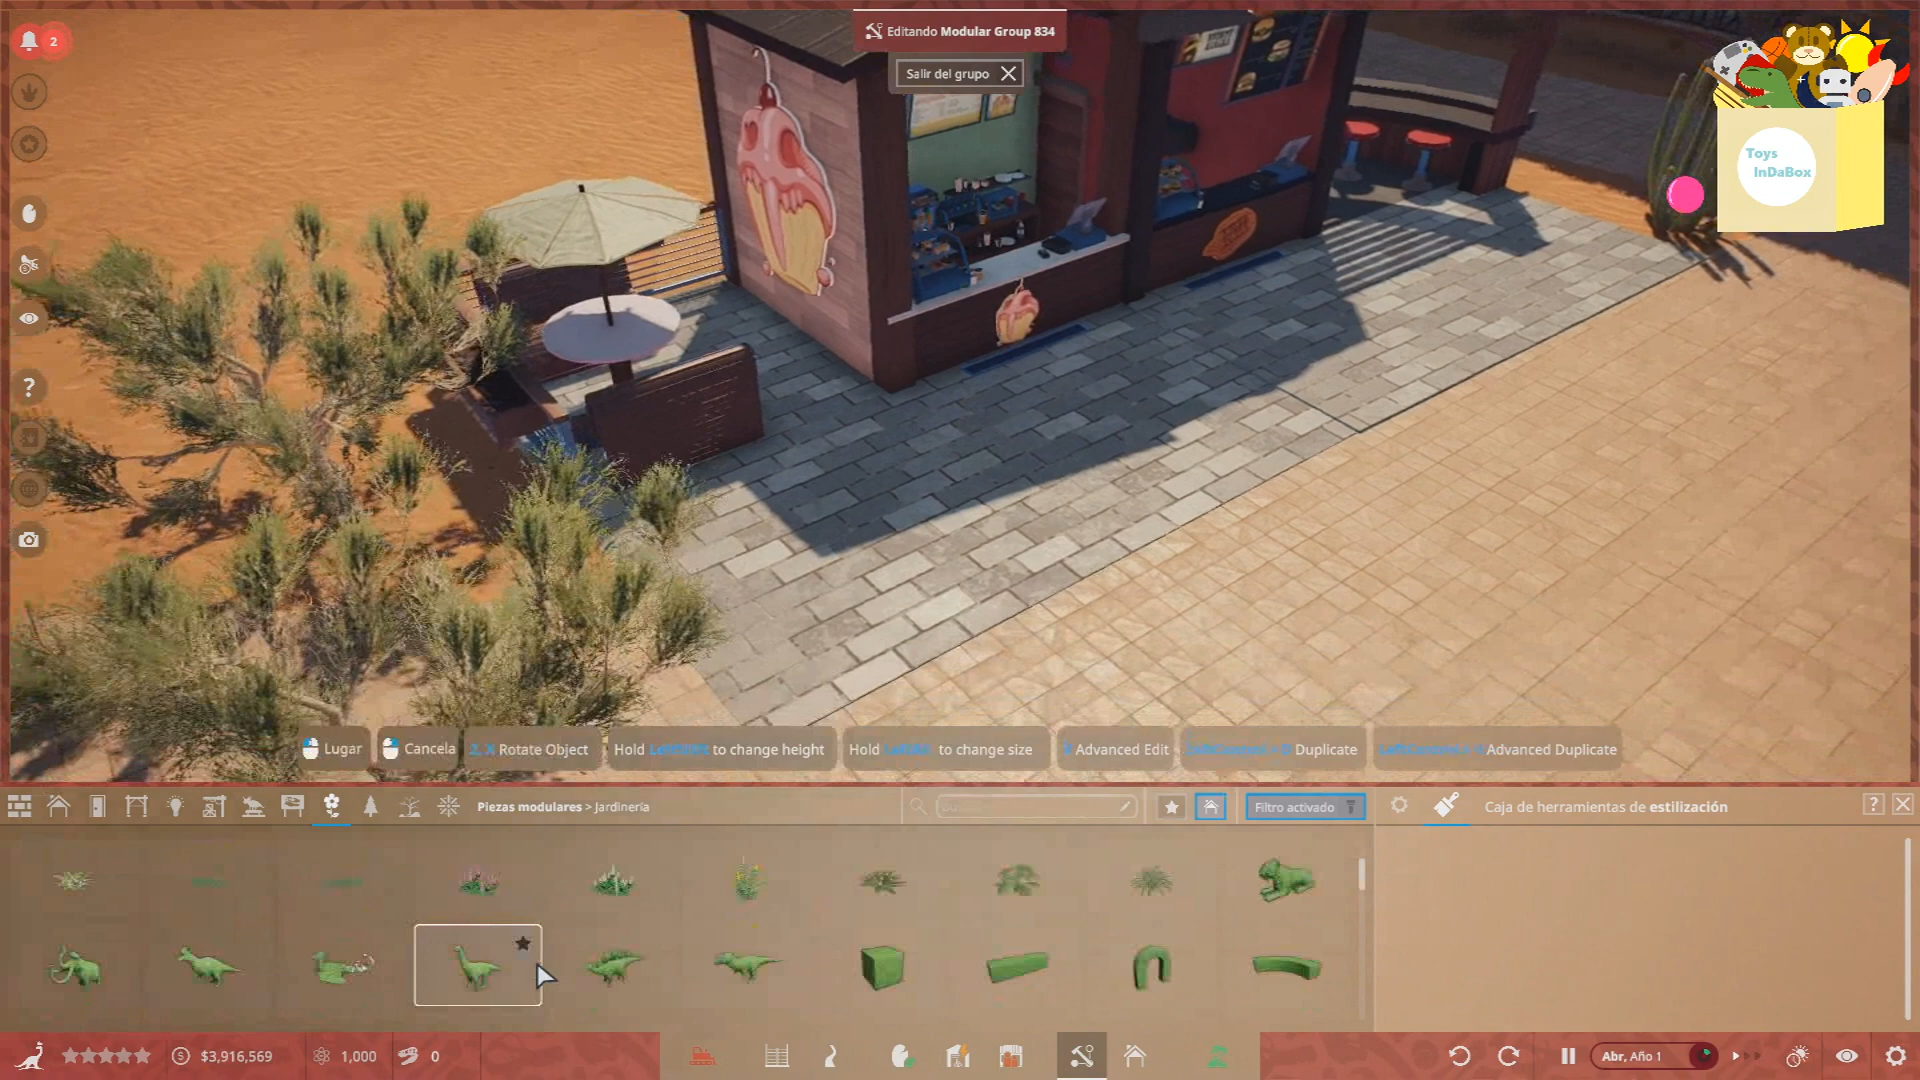 2
Editando Modular Group 834
Salir del grupo
Toys
InDaBox
Lugar
Cancela
Z, X Rotate Object
Hold to change height
Hold to change size
Advanced Edit
Duplicate
Advanced Duplicate
Piezas modulares > Jardinería
Filtro activado
Caja de herramientas de estilización
?
?
$3,916,569
1,000
0
Abr, Año 1